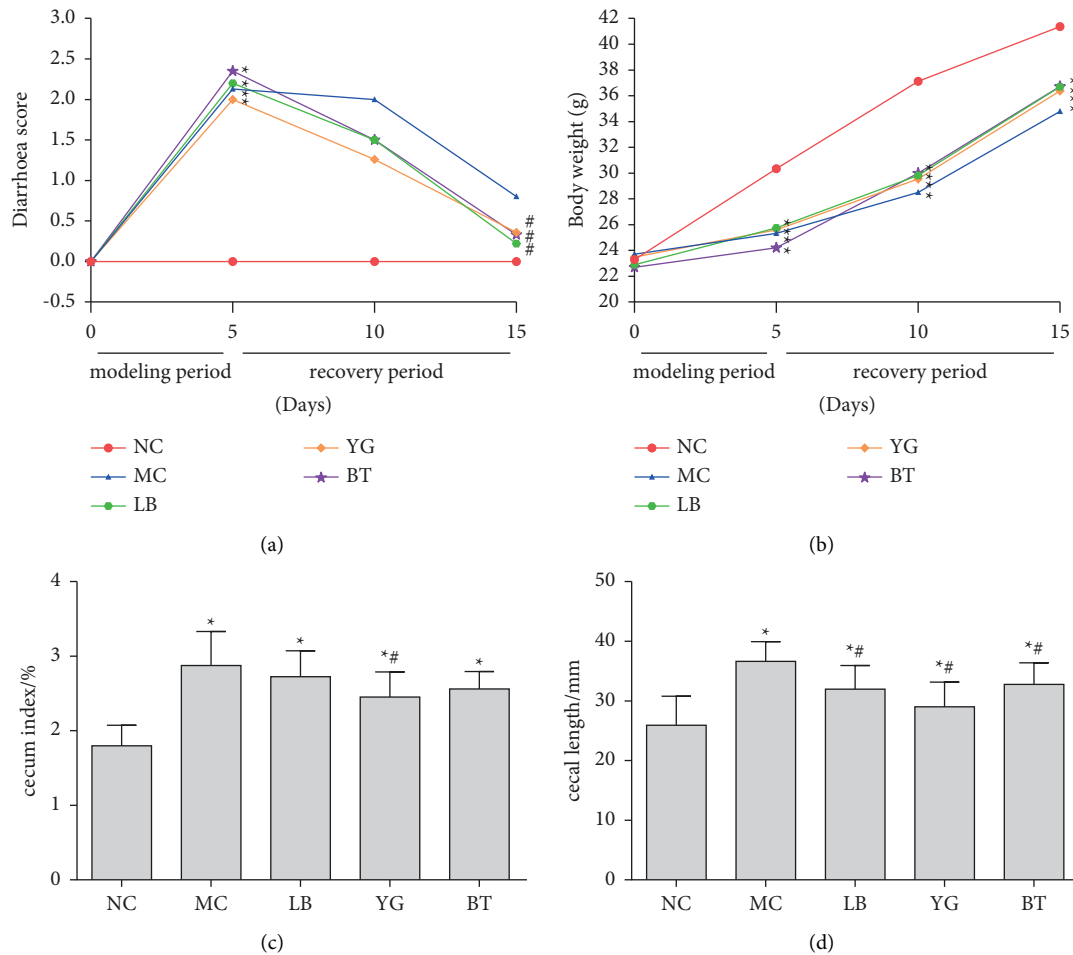 3.0
2.5
2.0
1.5
1.0
0.5
0.0
-0.5
Diarrhoea score
*
*
*
*
#
#
#
0 5 10 15
modeling period recovery period
(Days)
NC YG
MC BT
LB
(a)
42
40
38
36
34
32
30
28
26
24
22
20
Body weight (g)
*
*
*
*
*
*
*
*
*
*
*
*
0 5 10 15
modeling period recovery period
(Days)
NC YG
MC BT
LB
(b)
4
3
2
1
0
cecum index/%
* * *# *
NC MC LB YG BT
(c)
50
40
30
20
10
0
cecal length/mm
* *# *# *#
NC MC LB YG BT
(d)